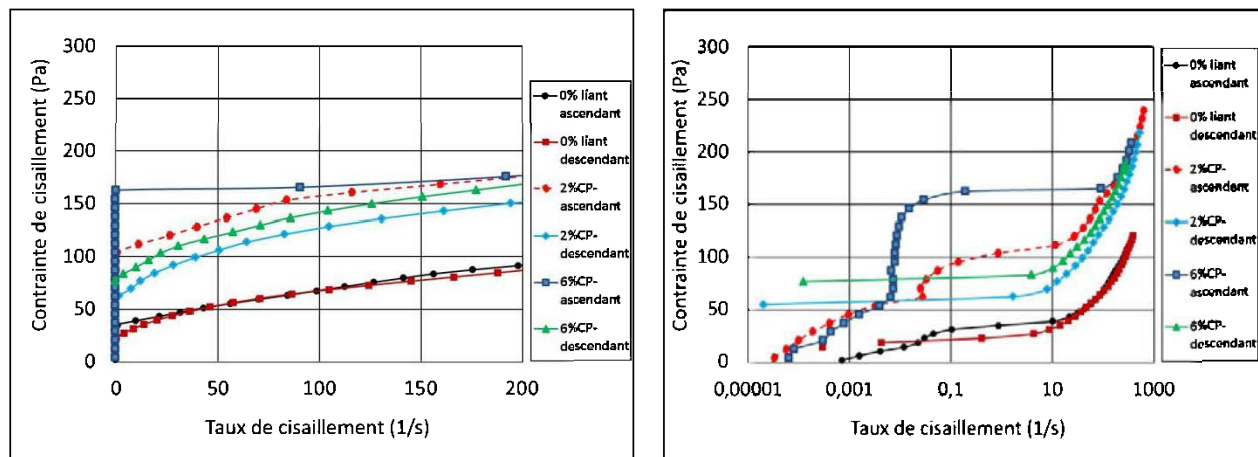 300
250
200
150
100
50
0
Contrainte de cisaillement (Pa)
0 50 100 150 200
Taux de cisaillement (1/s)
0% liant
ascendant
0% liant
descendant
2%CP-
ascendant
2%CP-
descendant
6%CP-
ascendant
6%CP-
descendant
300
250
200
150
100
50
0
Contrainte de cisaillement (Pa)
0,00001 0,001 0,1 10 1000
Taux de cisaillement (1/s)
0% liant
ascendant
0% liant
descendant
2%CP-
ascendant
2%CP-
descendant
6%CP-
ascendant
6%CP-
descendant